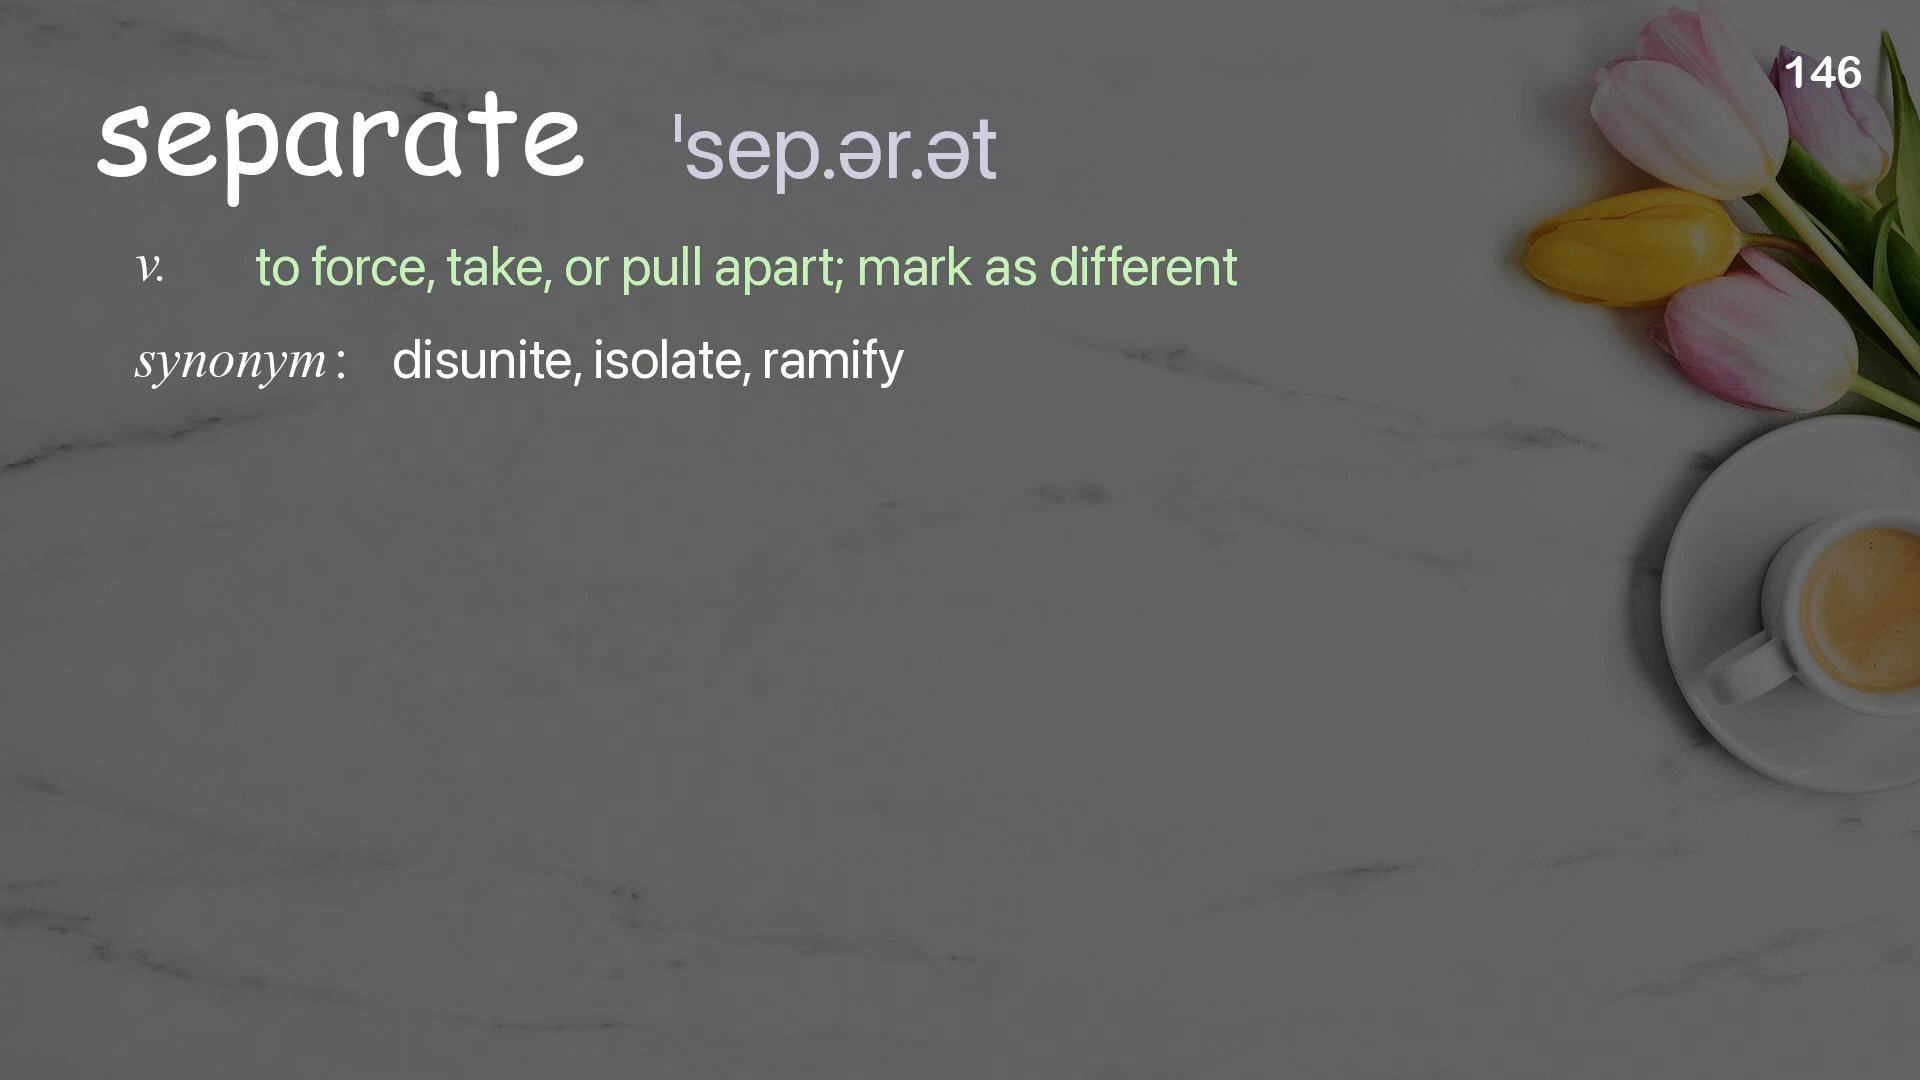 146
separate ˈsep.ər.ət
v. to force, take, or pull apart; mark as different
synonym: disunite, isolate, ramify